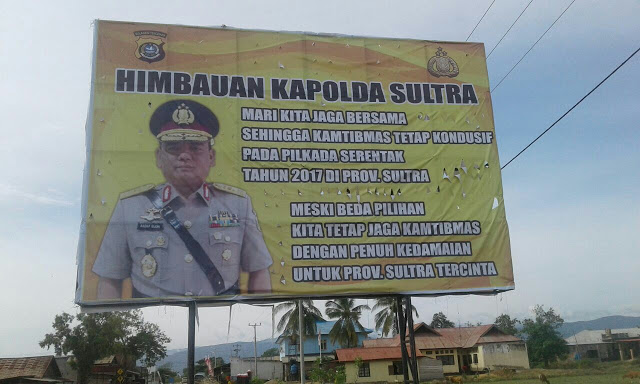 HIMBAUAN KAPOLDA SULTRA
MARI KITA JAGA BERSAMA
SEHINGGA KAMTIBMAS TETAP KONDUSIF
PADA PILKADA SERENTAK
TAHUN 2017 DI PROV. SULTRA
MESKI BEDA PILIHAN
KITA TETAP JAGA KAMTIBMAS
DENGAN PENUH KEDAMAIAN
UNTUK PROV. SULTRA TERCINTA